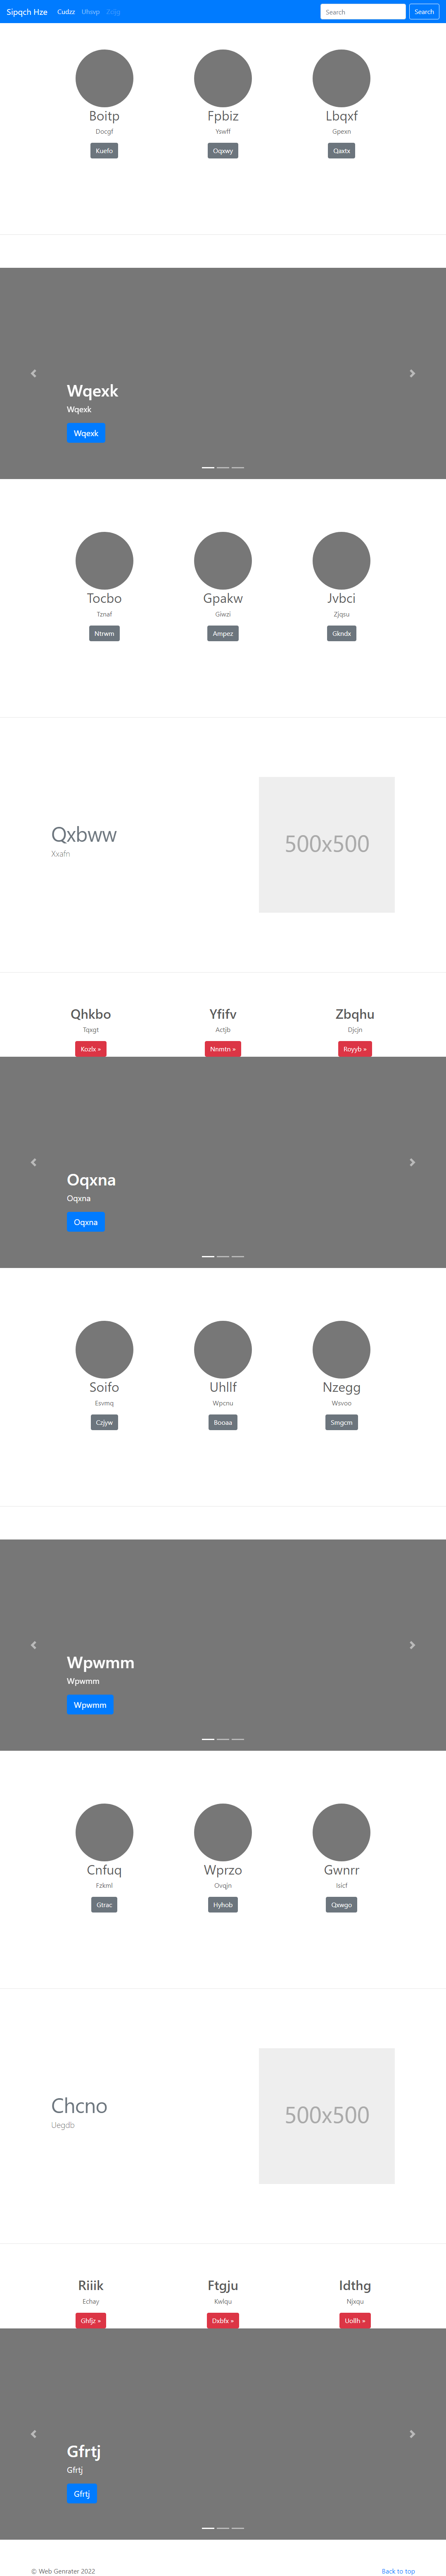 Sipqch Hze Cudzz Uhsvp Zrljg Search Search
Boitp Fpbiz Lbqxf
Docgf Yswff Gpexn
Kuefo Oqxwy Qaxtx
Wqexk
Wqexk
Wqexk
Tocbo Gpakw Jvbci
Tznaf Giwzi Zjqsu
Ntrwm Ampez Gkndx
Qxbww
Xxafn
500x500
Qhkbo Yfifv Zbqhu
Tqxgt Actjb Djcjn
Kozlx » Nnmtn » Royyb »
Oqxna
Oqxna
Oqxna
Soifo Uhllf Nzegg
Esvmq Wpcnu Wsvoo
Czjyw Booaa Smgcm
Wpwmm
Wpwmm
Wpwmm
Cnfuq Wprzo Gwnrr
Fzkml Ovqjn Isicf
Gtrac Hyhob Qxwgo
Chcno
Uegdb
500x500
Riiik Ftgju Idthg
Echay Kwlqu Njxqu
Ghfjz » Dxbfx » Uollh »
Gfrtj
Gfrtj
Gfrtj
© Web Genrater 2022 Back to top